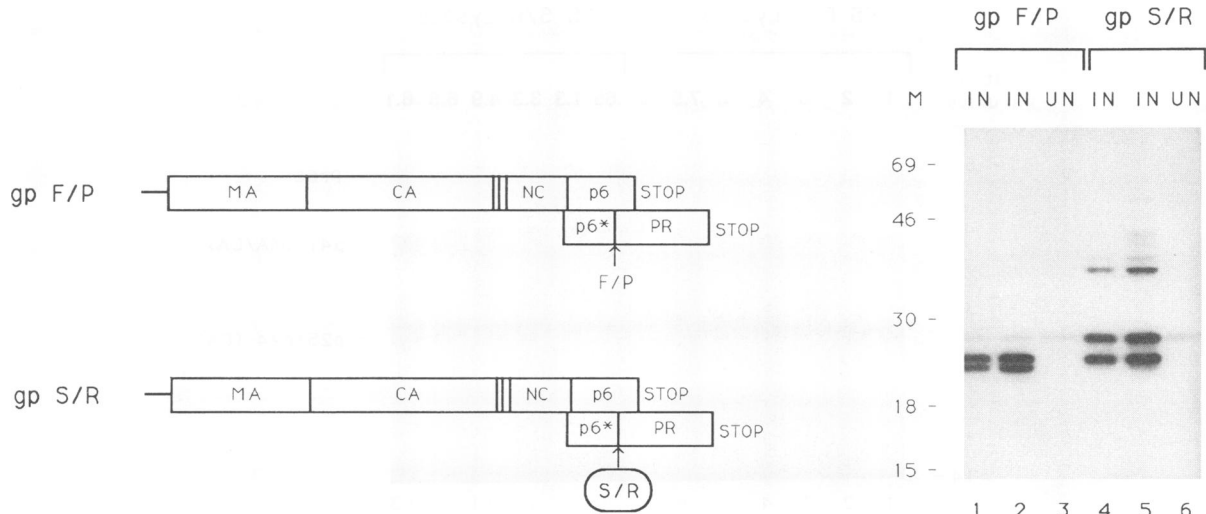 gp F/P gp S/R
M IN IN UN IN IN UN
69 -
gp F/P MA CA NC p6 STOP
46 -
p6* PR STOP
F/P
30 -
gp S/R MA CA NC p6 STOP
18 -
p6* PR STOP
15 -
S/R
1 2 3 4 5 6